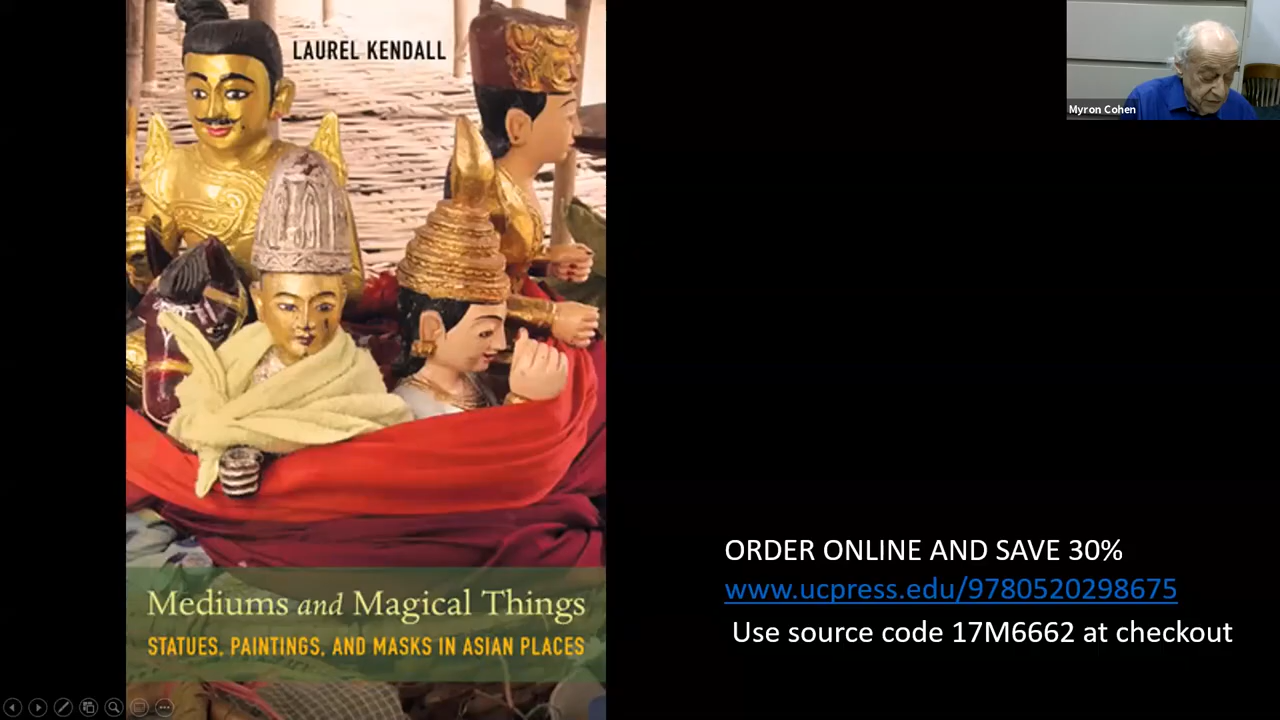 LAUREL KENDALL
Myron Cohen
Mediums and Magical Things
STATUES, PAINTINGS, AND MASKS IN ASIAN PLACES
ORDER ONLINE AND SAVE 30%
www.ucpress.edu/9780520298675
Use source code 17M6662 at checkout